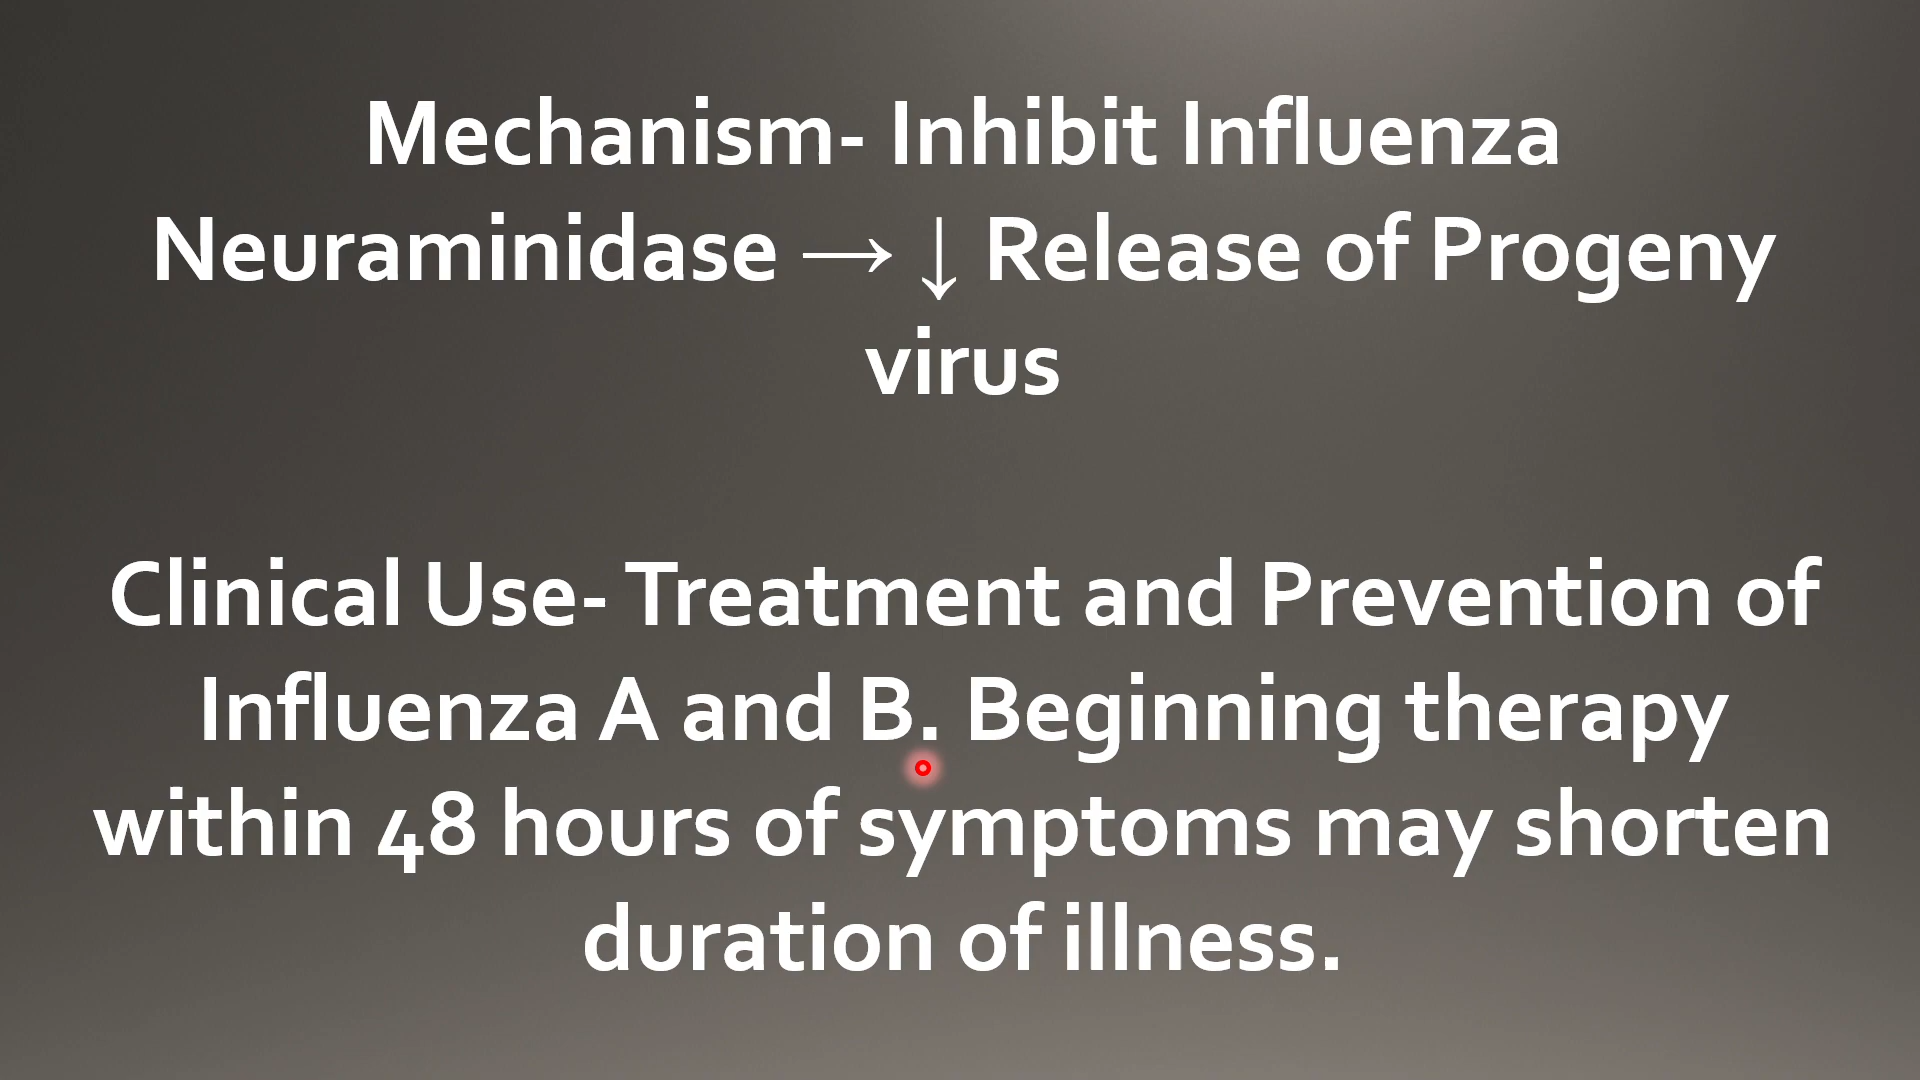 Mechanism- Inhibit Influenza
Neuraminidase → ↓ Release of Progeny
virus
Clinical Use- Treatment and Prevention of
Influenza A and B. Beginning therapy
within 48 hours of symptoms may shorten
duration of illness.